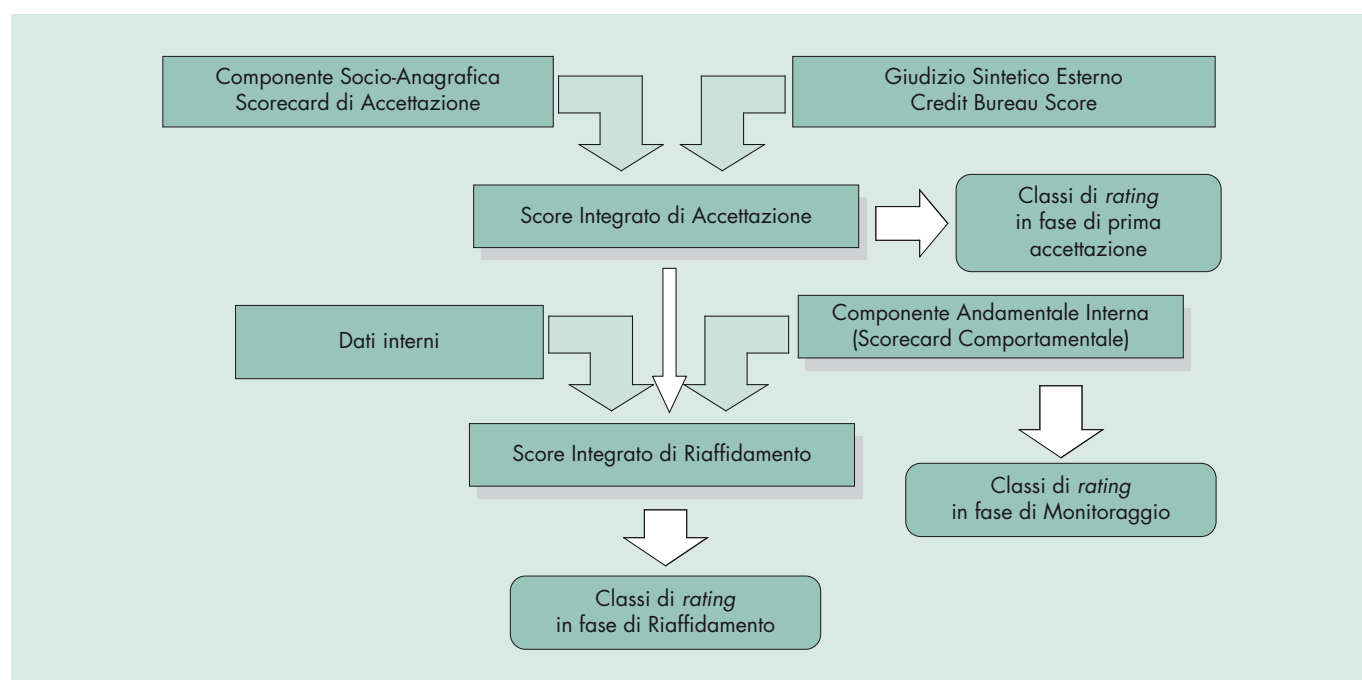 Componente Socio-Anagrafica
Scorecard di Accettazione
Giudizio Sintetico Esterno
Credit Bureau Score
Score Integrato di Accettazione
Classi di rating
in fase di prima
accettazione
Dati interni
Componente Andamentale Interna
(Scorecard Comportamentale)
Score Integrato di Riaffidamento
Classi di rating
in fase di Monitoraggio
Classi di rating
in fase di Riaffidamento